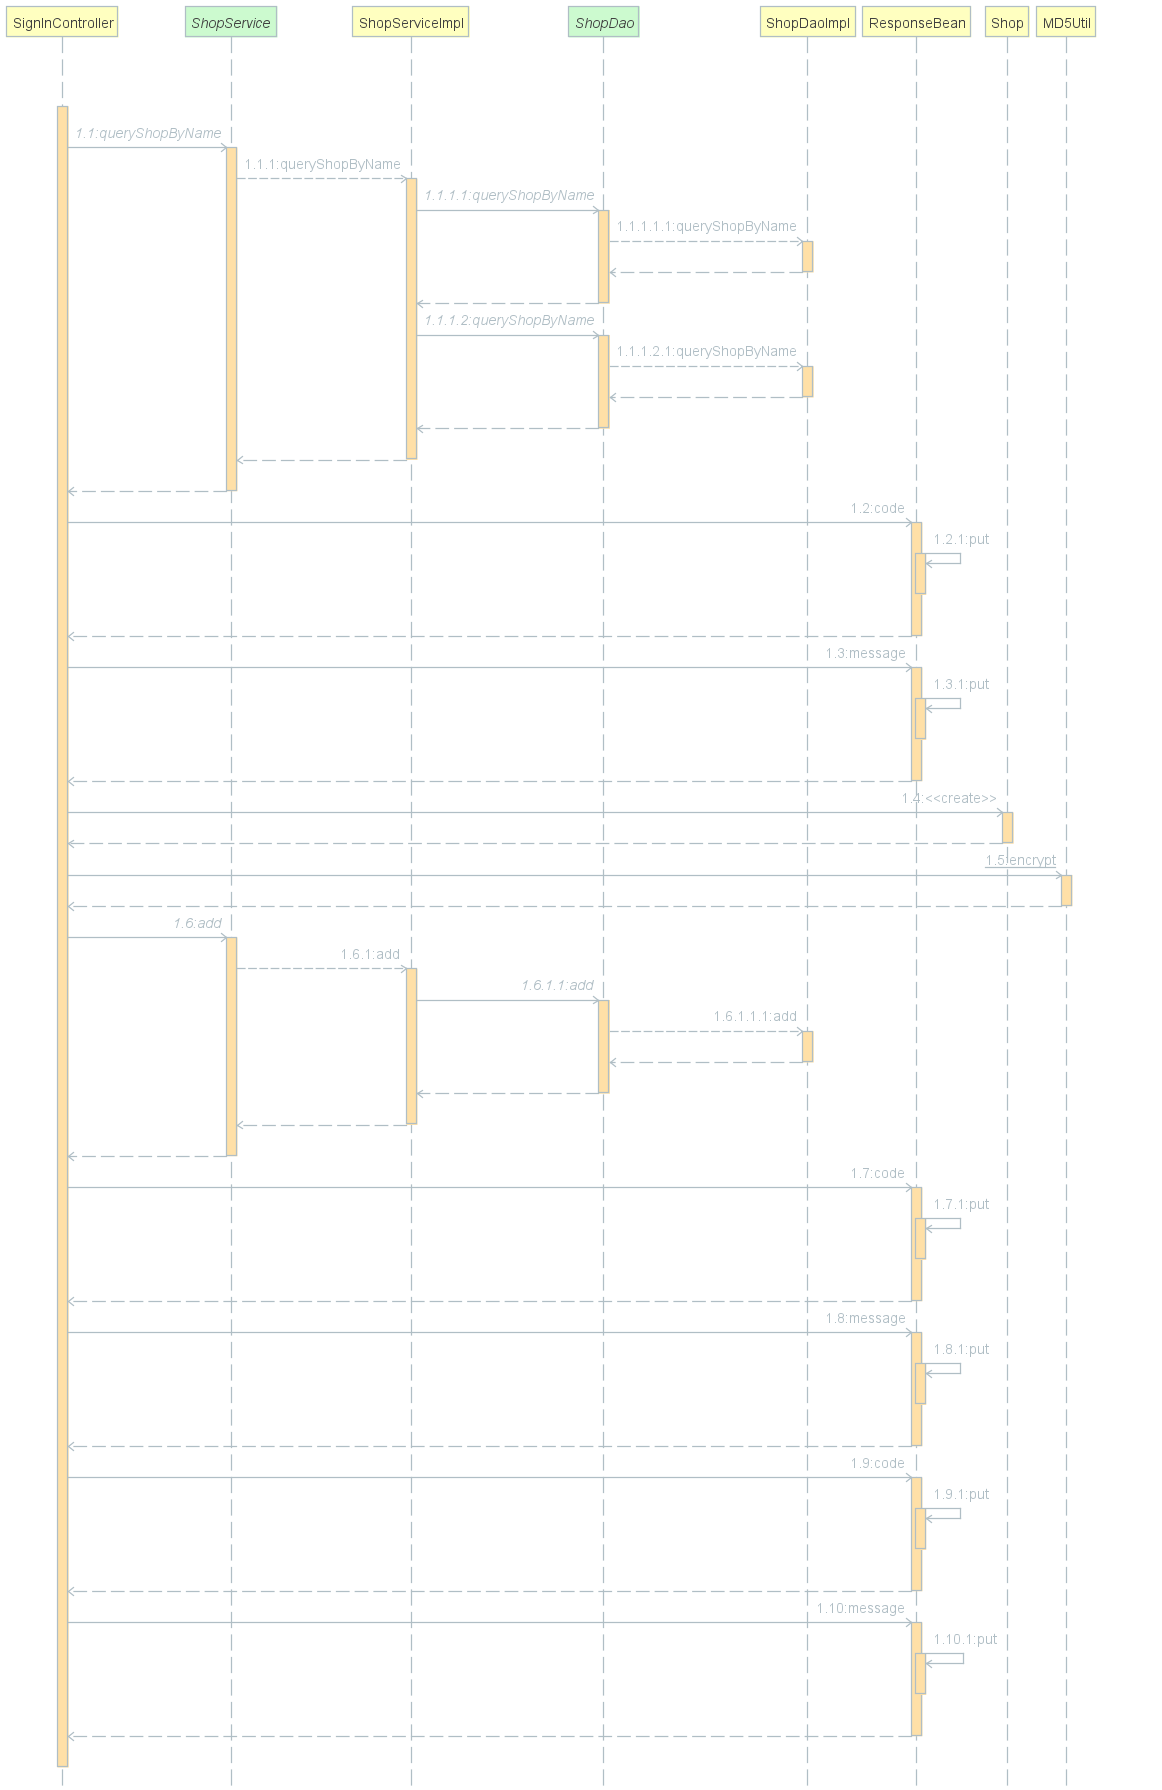 SignInController
ShopService
ShopServiceImpl
ShopDao
ShopDaoImpl
ResponseBean
Shop
MD5Util
1.1:queryShopByName
1.1.1:queryShopByName
1.1.1.1:queryShopByName
1.1.1.1.1:queryShopByName
1.1.1.2:queryShopByName
1.1.1.2.1:queryShopByName
1.2:code
1.2.1:put
1.3:message
1.3.1:put
1.4:<<create>>
1.5:encrypt
1.6:add
1.6.1:add
1.6.1.1:add
1.6.1.1.1:add
1.7:code
1.7.1:put
1.8:message
1.8.1:put
1.9:code
1.9.1:put
1.10:message
1.10.1:put